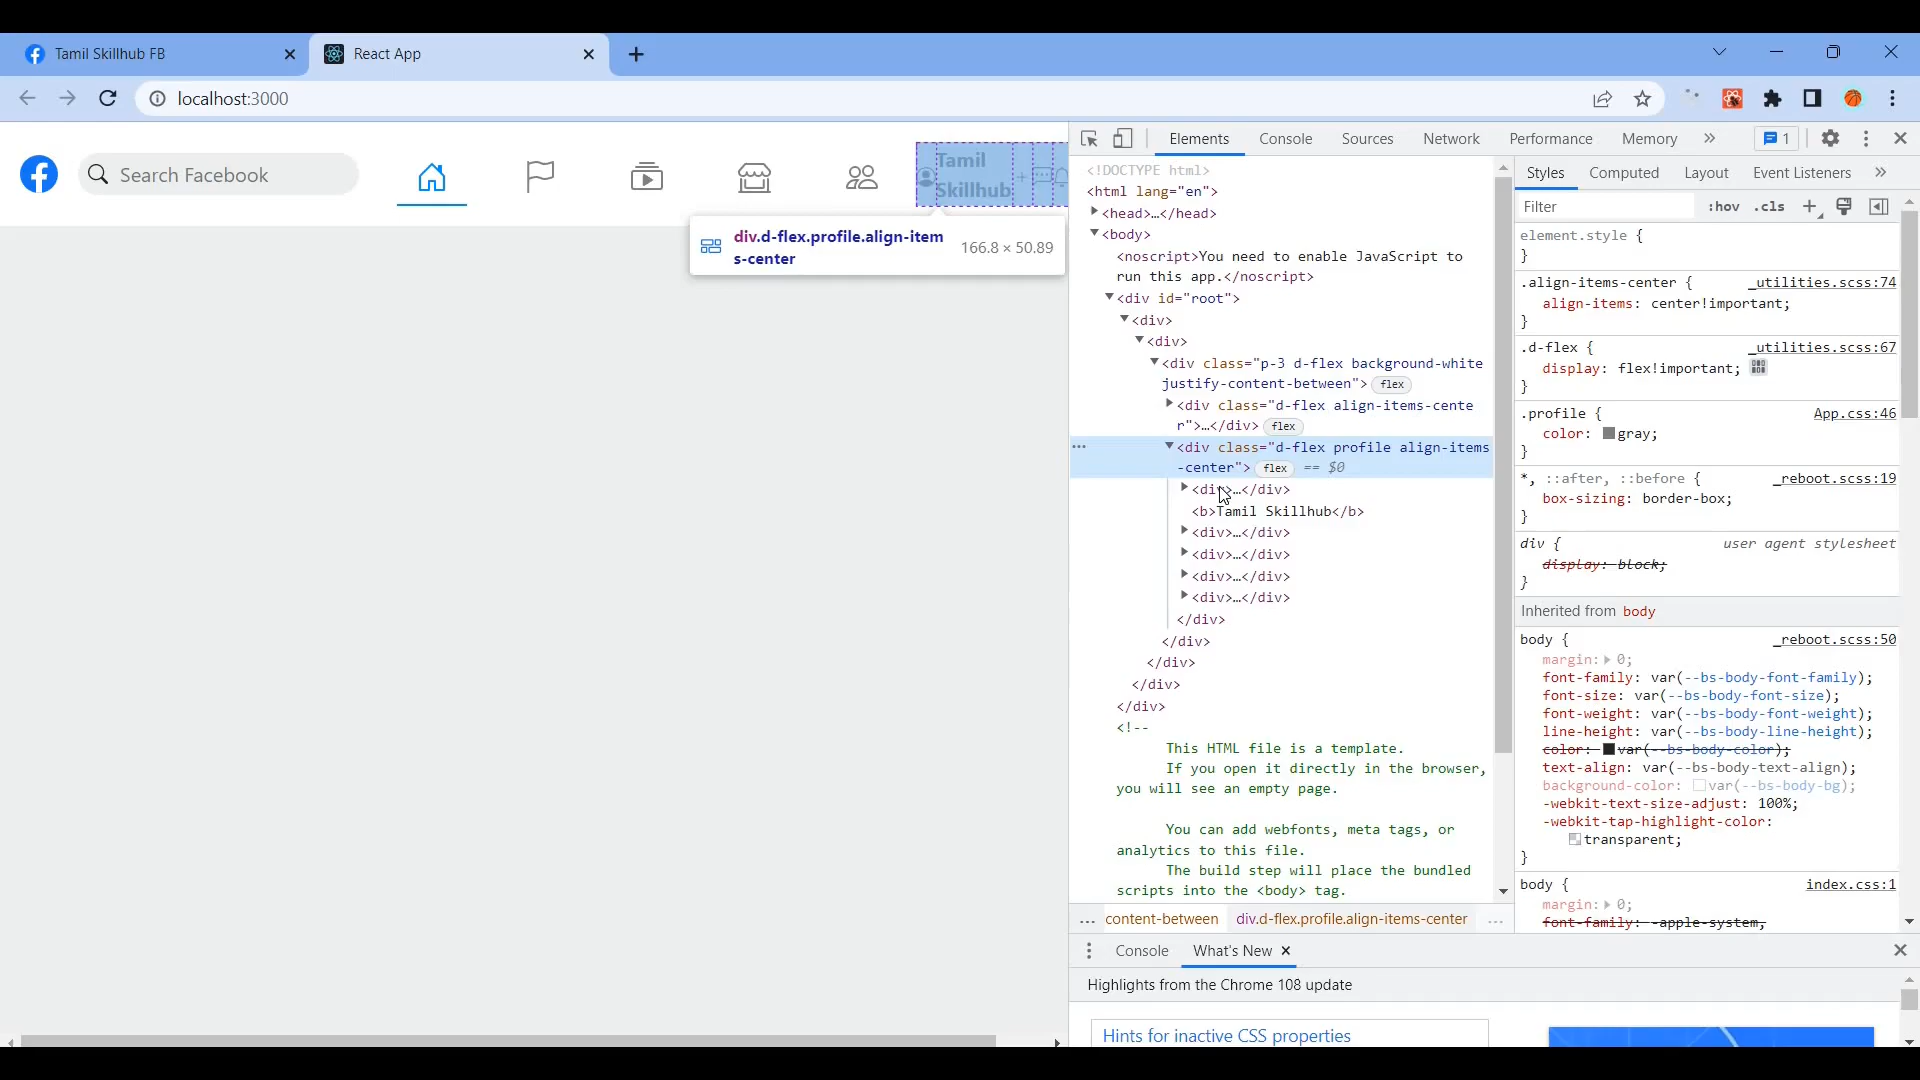 Tamil Skillhub FB
React App
localhost:3000
Search Facebook
Tamil
Skillhub
div.d-flex.profile.align-item
s-center
166.8 × 50.89
Elements
Console
Sources
Network
Performance
Memory
1
<!DOCTYPE html>
<html lang="en">
<head>…</head>
<body>
<noscript>You need to enable JavaScript to
run this app.</noscript>
<div id="root">
<div>
<div>
<div class="p-3 d-flex background-white
justify-content-between"> flex
<div class="d-flex align-items-cente
r">…</div> flex
<div class="d-flex profile align-items
-center"> flex == $0
<div>…</div>
<b>Tamil Skillhub</b>
<div>…</div>
<div>…</div>
<div>…</div>
<div>…</div>
</div>
</div>
</div>
</div>
</div>
<!--
This HTML file is a template.
If you open it directly in the browser,
you will see an empty page.
You can add webfonts, meta tags, or
analytics to this file.
The build step will place the bundled
scripts into the <body> tag.
... content-between div.d-flex.profile.align-items-center ...
Styles
Computed
Layout
Event Listeners
Filter
:hov .cls
element.style {
}
.align-items-center { _utilities.scss:74
align-items: center!important;
}
.d-flex { _utilities.scss:67
display: flex!important;
}
.profile { App.css:46
color: gray;
}
*, ::after, ::before { _reboot.scss:19
box-sizing: border-box;
}
div { user agent stylesheet
display: block;
}
Inherited from body
body { _reboot.scss:50
margin: 0;
font-family: var(--bs-body-font-family);
font-size: var(--bs-body-font-size);
font-weight: var(--bs-body-font-weight);
line-height: var(--bs-body-line-height);
color: var(--bs-body-color);
text-align: var(--bs-body-text-align);
background-color: var(--bs-body-bg);
-webkit-text-size-adjust: 100%;
-webkit-tap-highlight-color:
transparent;
}
body { index.css:1
margin: 0;
font-family: -apple-system,
Console
What's New
Highlights from the Chrome 108 update
Hints for inactive CSS properties